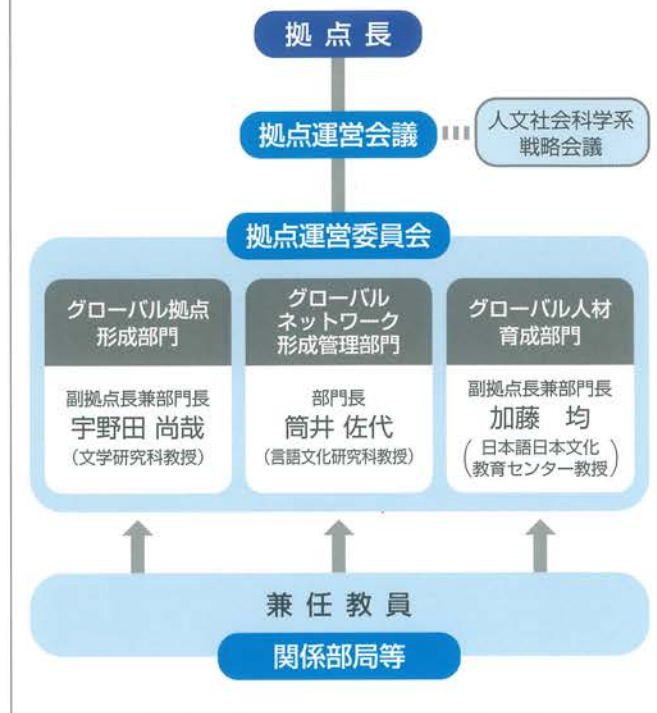 拠点長
拠点運営会議
人文社会科学系
戦略会議
拠点運営委員会
グローバル拠点
形成部門
副拠点長兼部門長
宇野田 尚哉
(文学研究科教授)
グローバル
ネットワーク
形成管理部門
部門長
筒井 佐代
(言語文化研究科教授)
グローバル人材
育成部門
副拠点長兼部門長
加藤 均
(日本語日本文化
教育センター教授)
兼任教員
関係部局等